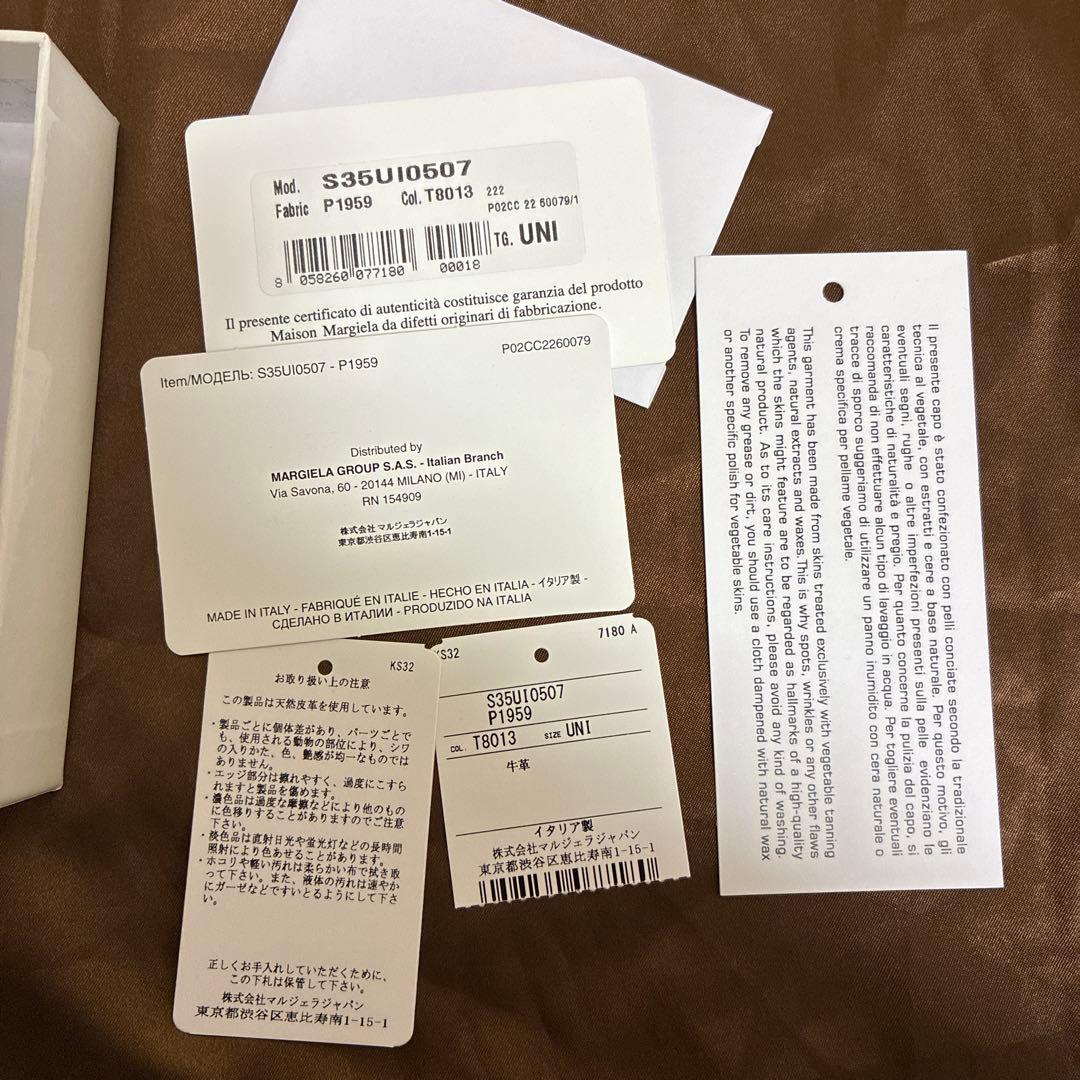 Mod. S35UI0507
Fabric P1959 Col. T8013 222
P02CC 22 60079/1
TG. UNI
8 058260 077180 00018
Il presente certificato di autenticità costituisce garanzia del prodotto
Maison Margiela da difetti originari di fabbricazione.
Item/МОДЕЛЬ: S35UI0507 - P1959
P02CC2260079
Distributed by
MARGIELA GROUP S.A.S. - Italian Branch
Via Savona, 60 - 20144 MILANO (MI) - ITALY
RN 154909
株式会社 マルジェラジャパン
東京都渋谷区恵比寿南1-15-1
MADE IN ITALY - FABRIQUÉ EN ITALIE - HECHO EN ITALIA - イタリア製 -
СДЕЛАНО В ИТАЛИИ - PRODUZIDO NA ITALIA
KS32
お取り扱い上の注意
この製品は天然皮革を使用しています。
・製品ごとに個体差があり、パーツごとで
も、使用される動物の部位により、シワ
の入りかた、色、艶感が均一なものでは
ありません。
・エッジ部分は擦れやすく、過度にこすら
れますと製品を傷めます。
・濃色品は過度な摩擦などにより他のもの
に色移りすることがありますのでご注意
下さい。
・淡色品は直射日光や蛍光灯などの長時間
照射により色あせることがあります。
・ホコリや軽い汚れは柔らかい布で拭き取
って下さい。また、液体の汚れは速やか
にガーゼなどですいとるようにして下さ
い。
正しくお手入れしていただくために、
この下札は保管して下さい。
株式会社マルジェラジャパン
東京都渋谷区恵比寿南1-15-1
KS32
7180 A
S35UI0507
P1959
COL. T8013 SIZE UNI
牛革
イタリア製
株式会社マルジェラジャパン
東京都渋谷区恵比寿南1-15-1
Il presente capo è stato confezionato con pelli conciate secondo la tradizionale
tecnica al vegetale, con estratti e cere a base naturale. Per questo motivo, gli
eventuali segni, rughe o altre imperfezioni presenti sulla pelle evidenziano le
caratteristiche di naturalità e pregio. Per quanto concerne la pulizia del capo, si
raccomanda di non effettuare alcun tipo di lavaggio in acqua. Per togliere eventuali
tracce di sporco suggeriamo di utilizzare un panno inumidito con cera naturale o
crema specifica per pellame vegetale.
This garment has been made from skins treated exclusively with vegetable tanning
agents, natural extracts and waxes. This is why spots, wrinkles or any other flaws
which the skins might feature are to be regarded as hallmarks of a high-quality
natural product. As to its care instructions, please avoid any kind of washing.
To remove any grease or dirt, you should use a cloth dampened with natural wax
or another specific polish for vegetable skins.